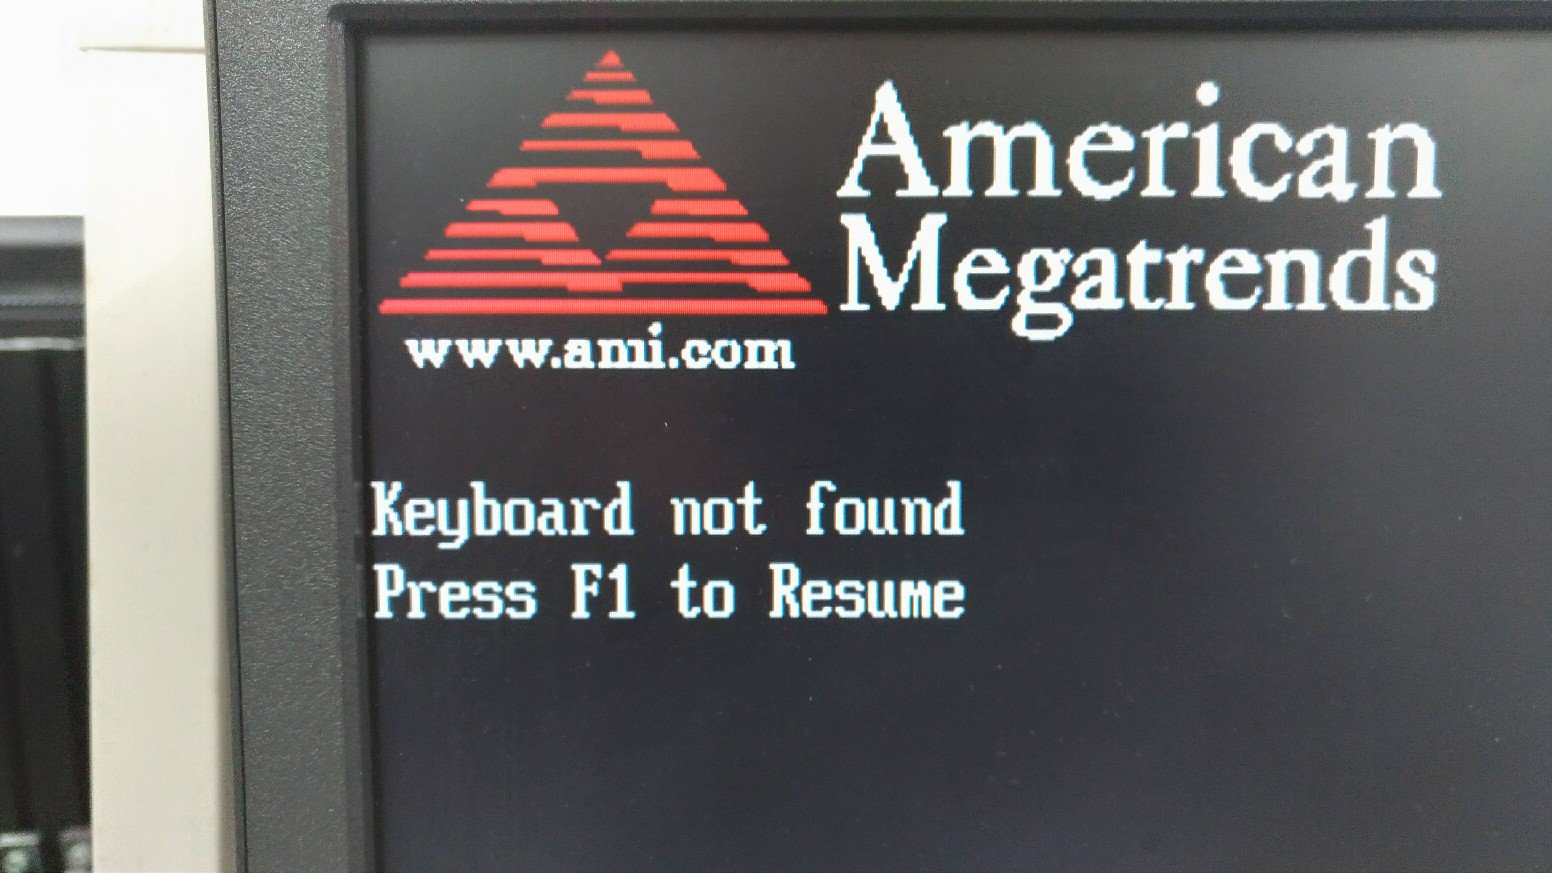 American
Megatrends
www.ami.com
Keyboard not found
Press F1 to Resume